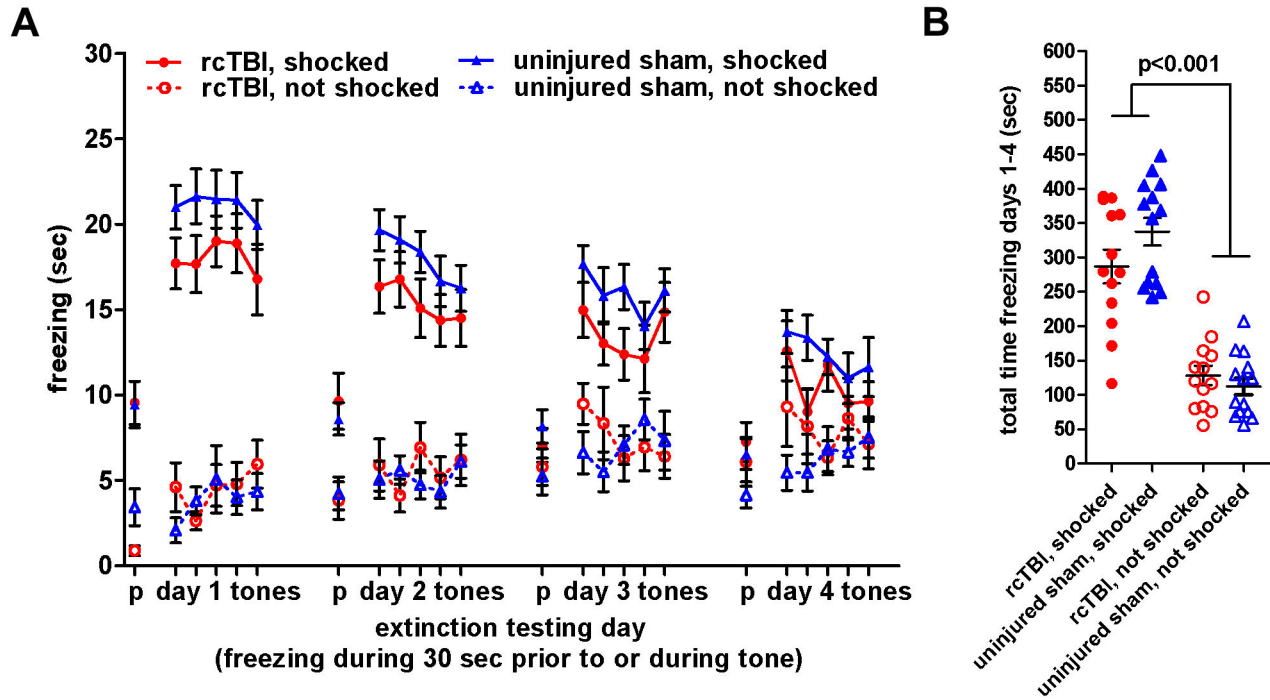 A
30
25
20
15
10
5
0
freezing (sec)
rcTBI, shocked
rcTBI, not shocked
uninjured sham, shocked
uninjured sham, not shocked
p day 1 tones p day 2 tones p day 3 tones p day 4 tones
extinction testing day
(freezing during 30 sec prior to or during tone)
B
600
550
500
450
400
350
300
250
200
150
100
50
0
total time freezing days 1-4 (sec)
p<0.001
rcTBI, shocked
uninjured sham, shocked
rcTBI, not shocked
uninjured sham, not shocked